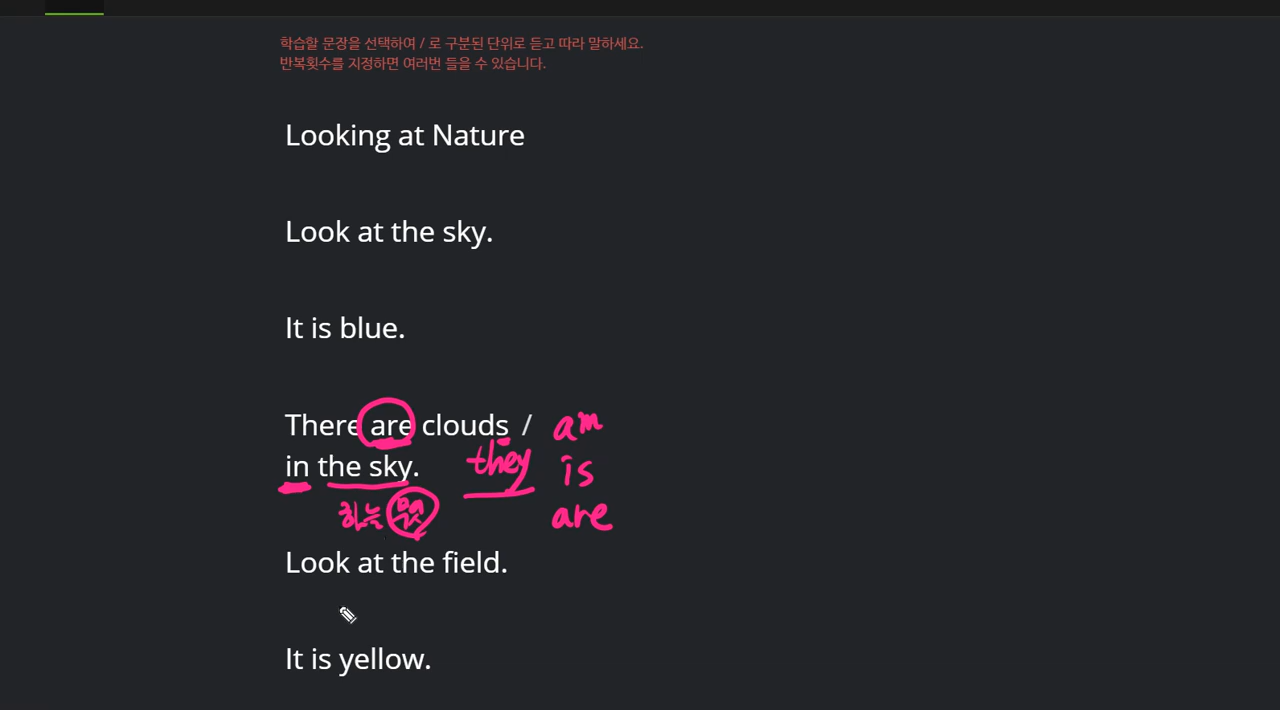 학습할 문장을 선택하여 / 로 구분된 단위로 듣고 따라 말하세요.
반복횟수를 지정하면 여러번 들을 수 있습니다.
Looking at Nature
Look at the sky.
It is blue.
There are clouds / am
in the sky. they is
하늘 무엇 are
Look at the field.
It is yellow.